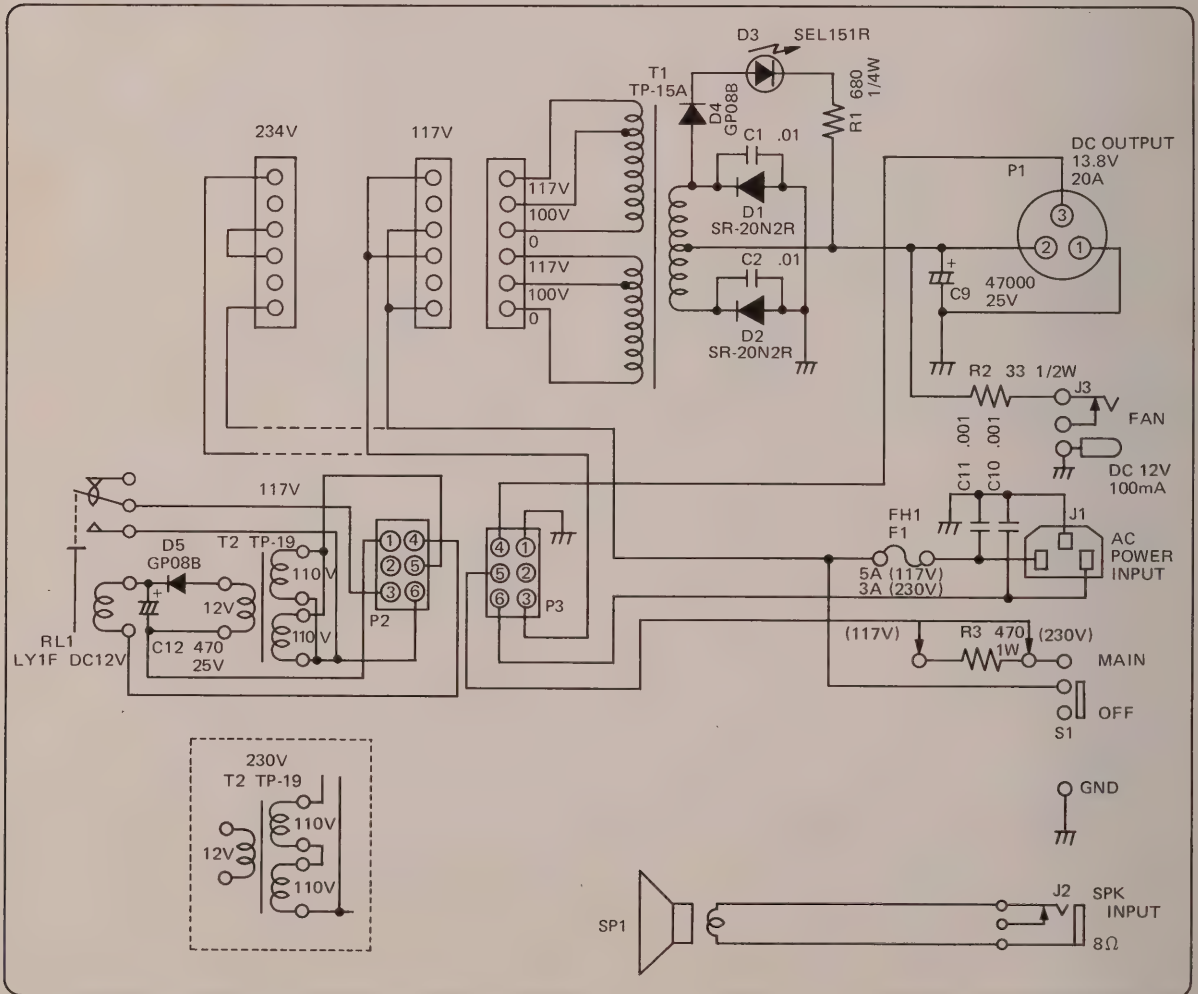 D3 SEL151R
T1
TP-15A
D4
GP08B
R1 680
1/4W
234V
117V
C1 .01
DC OUTPUT
13.8V
20A
P1
117V
100V
0
117V
100V
0
D1
SR-20N2R
C2 .01
D2
SR-20N2R
3
2
1
+
47000
C9 25V
R2 33 1/2W
J3
FAN
DC 12V
100mA
C11 .001
C10 .001
J1
AC
POWER
INPUT
FH1
F1
5A (117V)
3A (230V)
117V
T2 TP-19
D5
GP08B
110V
110V
12V
+
C12 470
25V
RL1
LY1F DC12V
1 4
2 5
3 6
P2
4 1
5 2
6 3
P3
(117V) R3 470 (230V)
1W
MAIN
OFF
S1
GND
230V
T2 TP-19
110V
12V
110V
SP1
J2 SPK
INPUT
8Ω